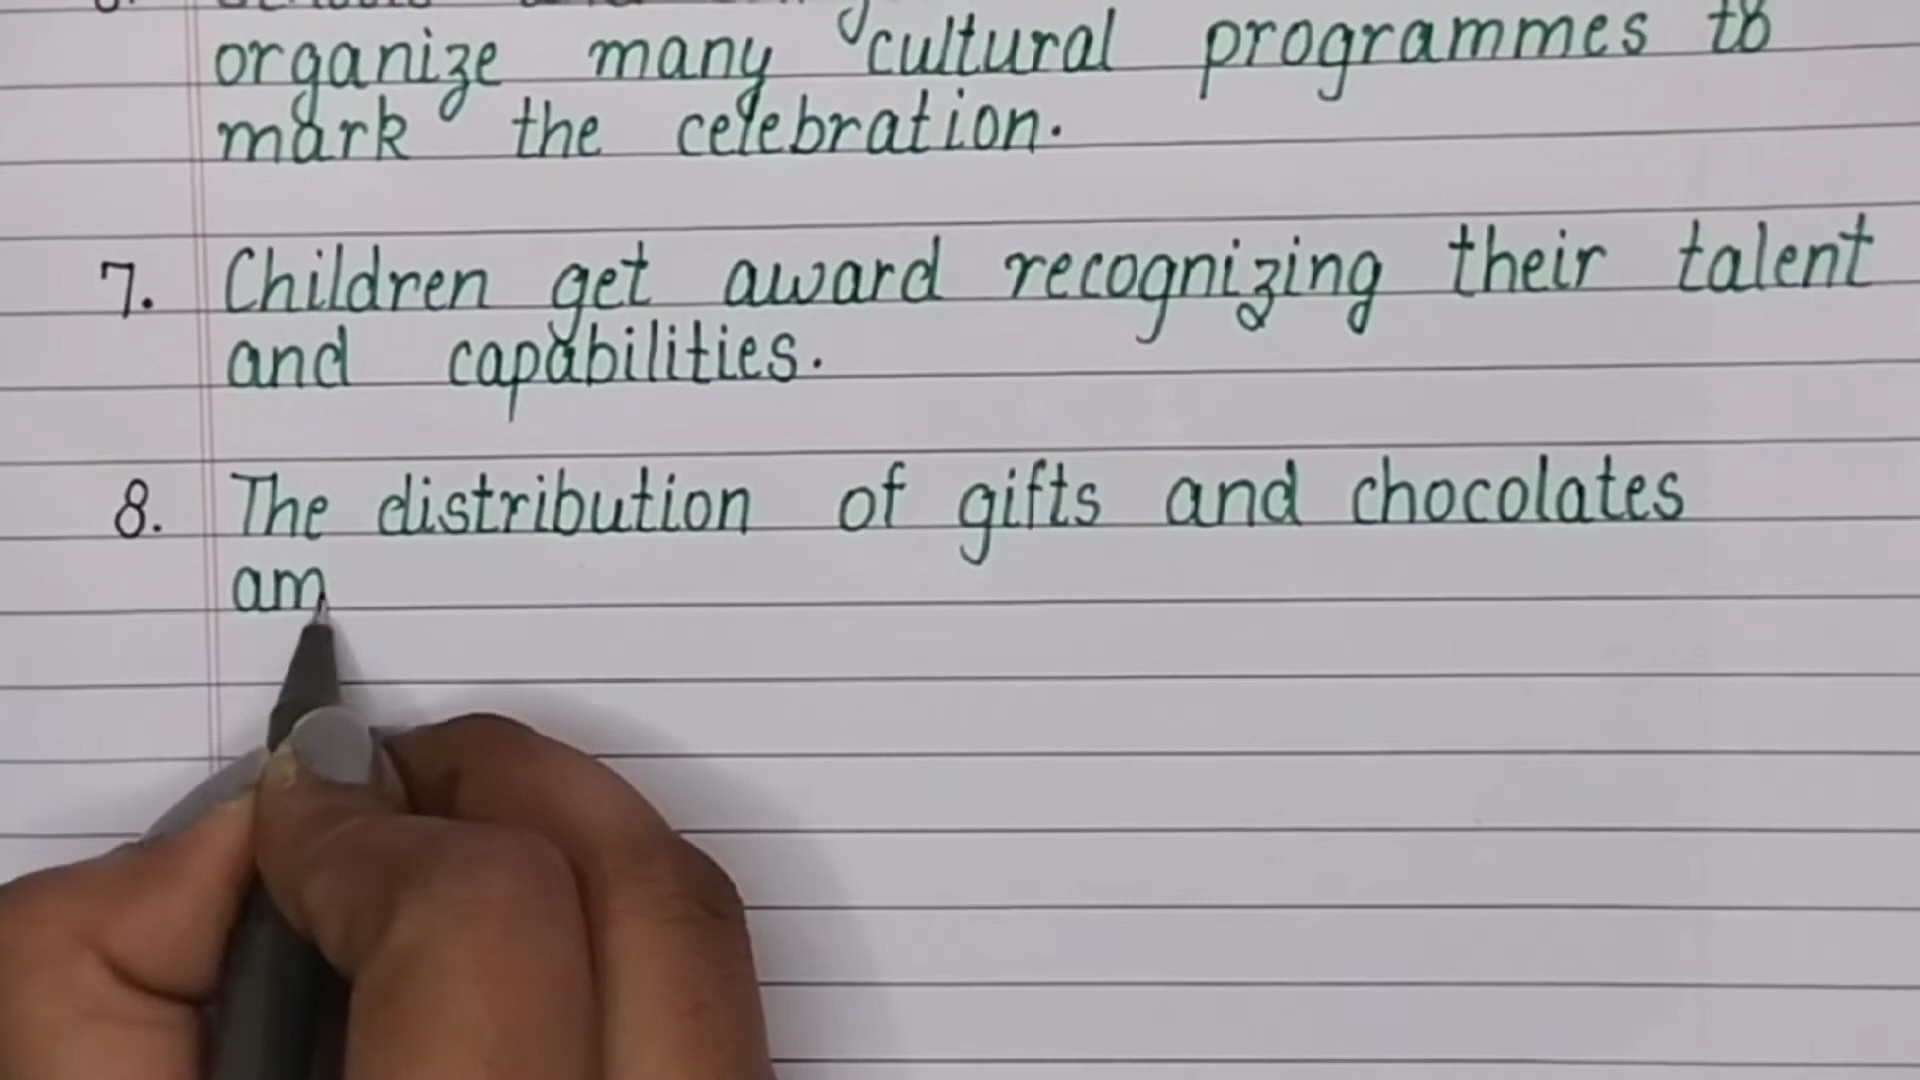 organize many cultural programmes to
mark the celebration.
7. Children get award recognizing their talent
and capabilities.
8. The distribution of gifts and chocolates
am